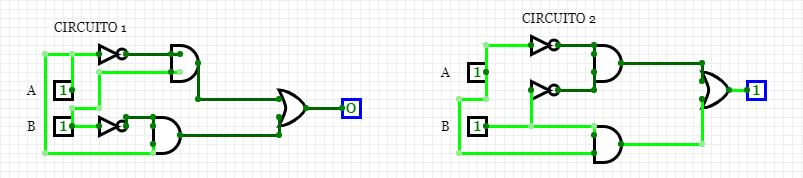 CIRCUITO 1
A 1
B 1
0
CIRCUITO 2
A 1
B 1
1